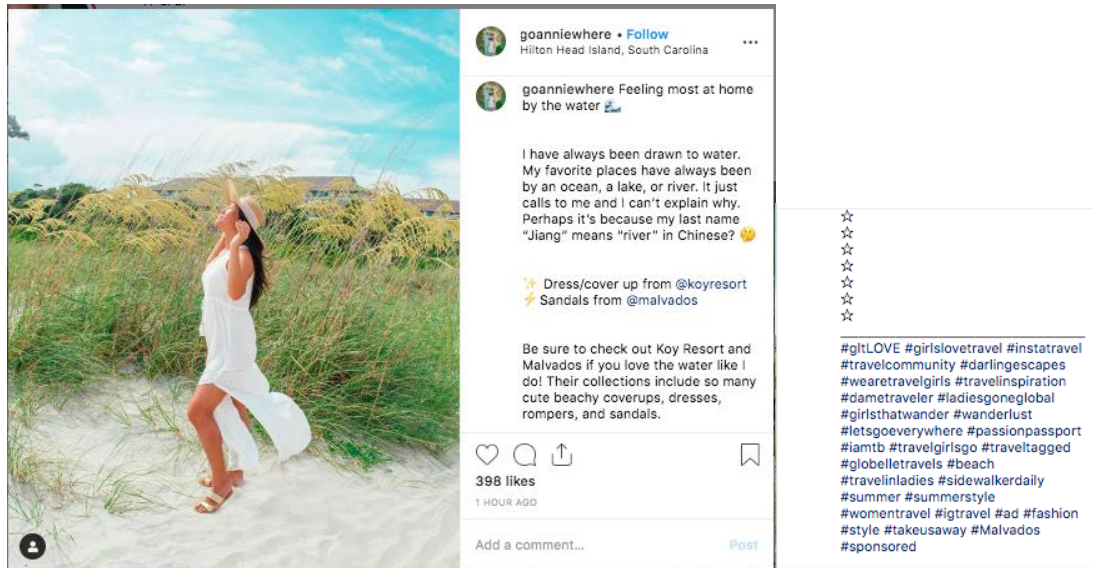 goanniewhere • Follow
Hilton Head Island, South Carolina
goanniewhere Feeling most at home
by the water 🌊
I have always been drawn to water.
My favorite places have always been
by an ocean, a lake, or river. It just
calls to me and I can't explain why.
Perhaps it's because my last name
“Jiang” means “river” in Chinese? 🤔
✨ Dress/cover up from @koyresort
⚡ Sandals from @malvados
Be sure to check out Koy Resort and
Malvados if you love the water like I
do! Their collections include so many
cute beachy coverups, dresses,
rompers, and sandals.
398 likes
1 HOUR AGO
Add a comment...
Post
☆
☆
☆
☆
☆
☆
☆
#gltLOVE #girlslovetravel #instatravel
#travelcommunity #darlingescapes
#wearetravelgirls #travelinspiration
#dametraveler #ladiesgoneglobal
#girlsthatwander #wanderlust
#letsgoeverywhere #passionpassport
#iamtb #travelgirlsgo #traveltagged
#globelletravels #beach
#travelinladies #sidewalkerdaily
#summer #summerstyle
#womentravel #igtravel #ad #fashion
#style #takeusaway #Malvados
#sponsored